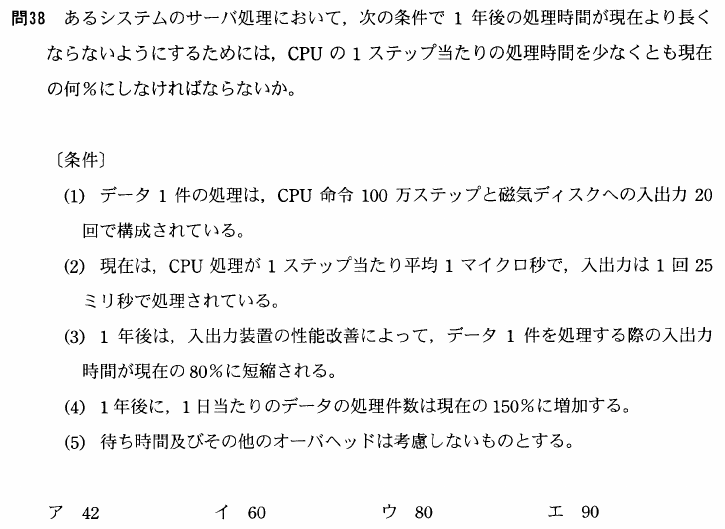 問38 あるシステムのサーバ処理において，次の条件で 1 年後の処理時間が現在より長く
ならないようにするためには，CPU の 1 ステップ当たりの処理時間を少なくとも現在
の何％にしなければならないか。
〔条件〕
(1) データ 1 件の処理は，CPU 命令 100 万ステップと磁気ディスクへの入出力 20
回で構成されている。
(2) 現在は，CPU 処理が 1 ステップ当たり平均 1 マイクロ秒で，入出力は 1 回 25
ミリ秒で処理されている。
(3) 1 年後は，入出力装置の性能改善によって，データ 1 件を処理する際の入出力
時間が現在の 80％に短縮される。
(4) 1年後に，1日当たりのデータの処理件数は現在の 150％に増加する。
(5) 待ち時間及びその他のオーバヘッドは考慮しないものとする。
ア 42 イ 60 ウ 80 エ 90